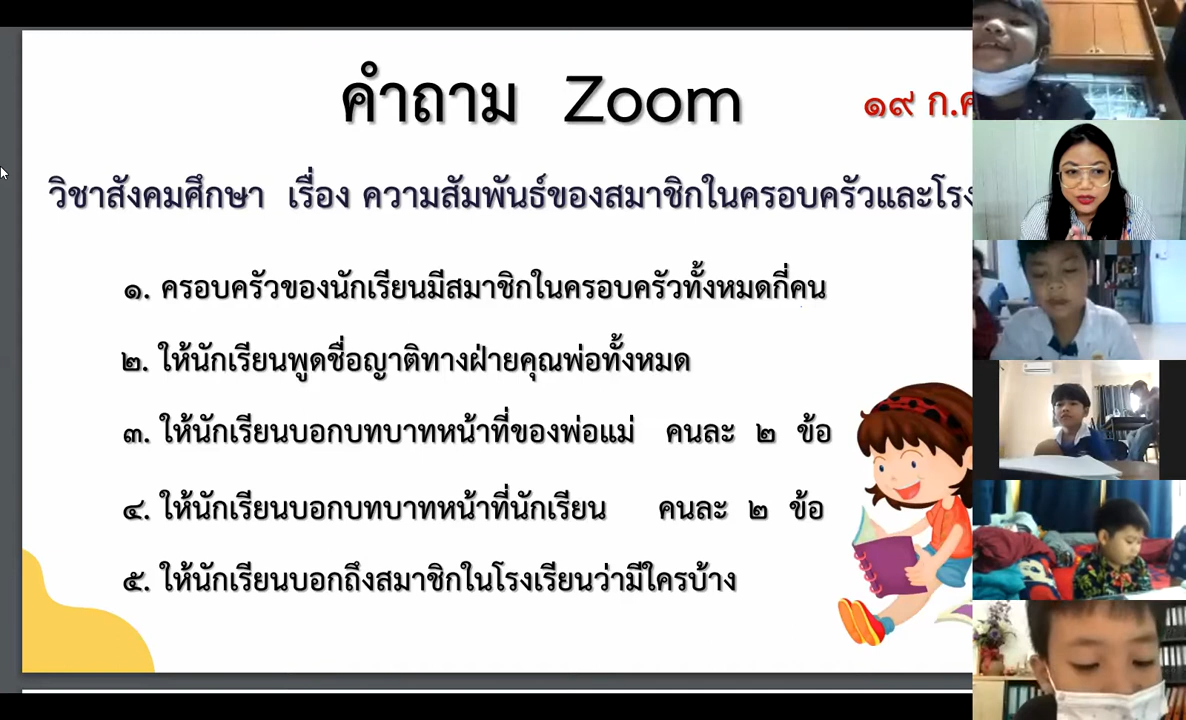 คำถาม Zoom
๑๙ ก.ค
วิชาสังคมศึกษา เรื่อง ความสัมพันธ์ของสมาชิกในครอบครัวและโรง
๑. ครอบครัวของนักเรียนมีสมาชิกในครอบครัวทั้งหมดกี่คน
๒. ให้นักเรียนพูดชื่อญาติทางฝ่ายคุณพ่อทั้งหมด
๓. ให้นักเรียนบอกบทบาทหน้าที่ของพ่อแม่ คนละ ๒ ข้อ
๔. ให้นักเรียนบอกบทบาทหน้าที่นักเรียน คนละ ๒ ข้อ
๕. ให้นักเรียนบอกถึงสมาชิกในโรงเรียนว่ามีใครบ้าง